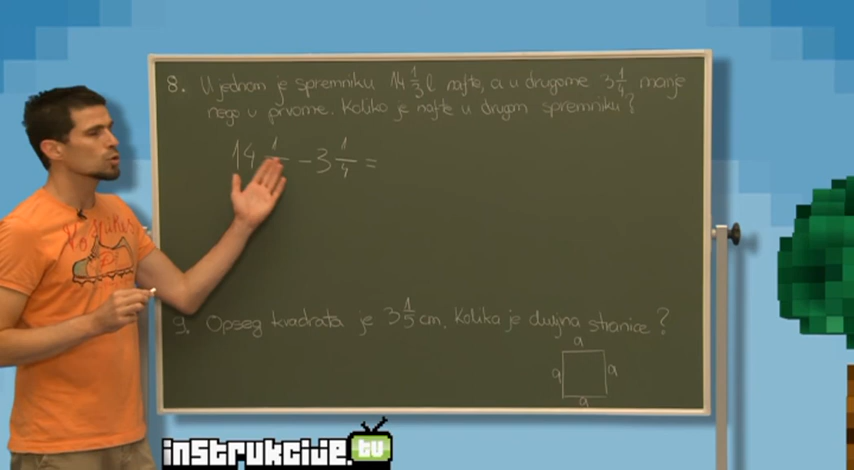 8. U jednom je spremniku 14 1/3 l nafte, a u drugome 3 1/4 manje
nego u prvome. Koliko je nafte u drugom spremniku?
14 1 - 3 1/4 =
9. Opseg kvadrata je 3 1/5 cm. Kolika je duljina stranice?
a
a a
a
instrukcije.tv